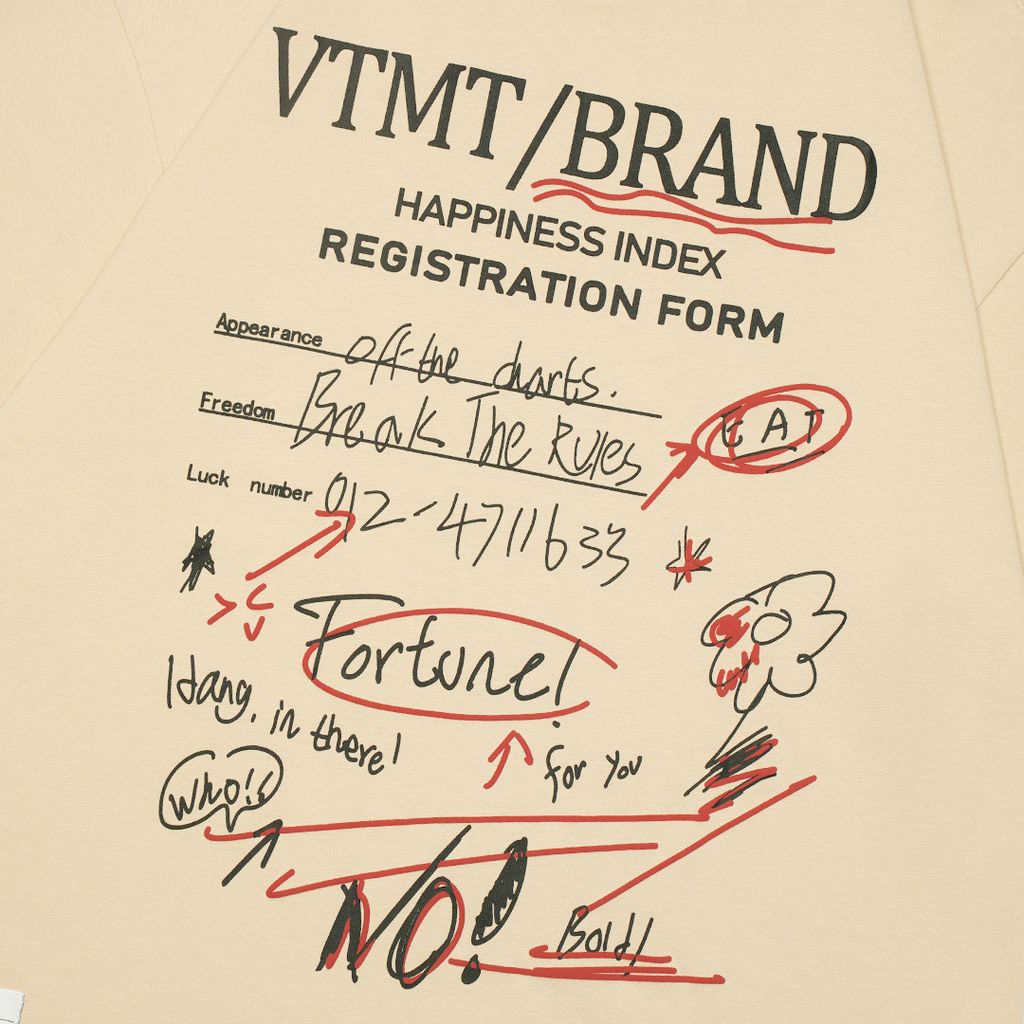 VTMT/BRAND
HAPPINESS INDEX
REGISTRATION FORM
Appearance off the charts.
Freedom Break The Rules
EAT
Luck number 012-4711633
Fortune!
Hang, in there!
for you
Who!
NO!
Bold!